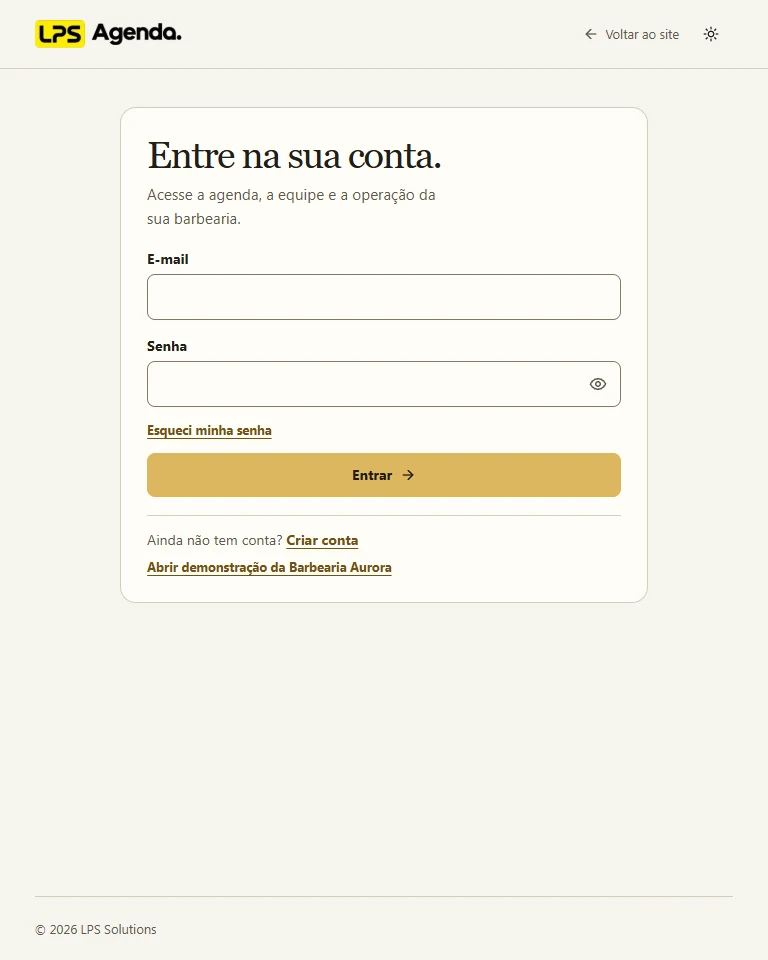 LPS Agenda.
Voltar ao site
Entre na sua conta.
Acesse a agenda, a equipe e a operação da
sua barbearia.
E-mail
Senha
Esqueci minha senha
Entrar
Ainda não tem conta? Criar conta
Abrir demonstração da Barbearia Aurora
© 2026 LPS Solutions